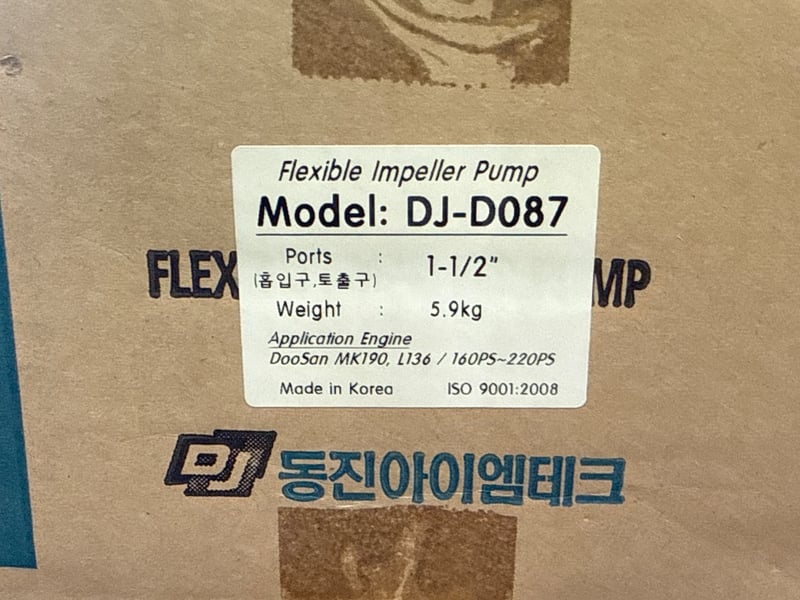 Flexible Impeller Pump
Model: DJ-D087
Ports : 1-1/2"
(흡입구,토출구)
Weight : 5.9kg
Application Engine
DooSan MK190, L136 / 160PS~220PS
Made in Korea ISO 9001:2008
FLEX MP
DJ 동진아이엠테크